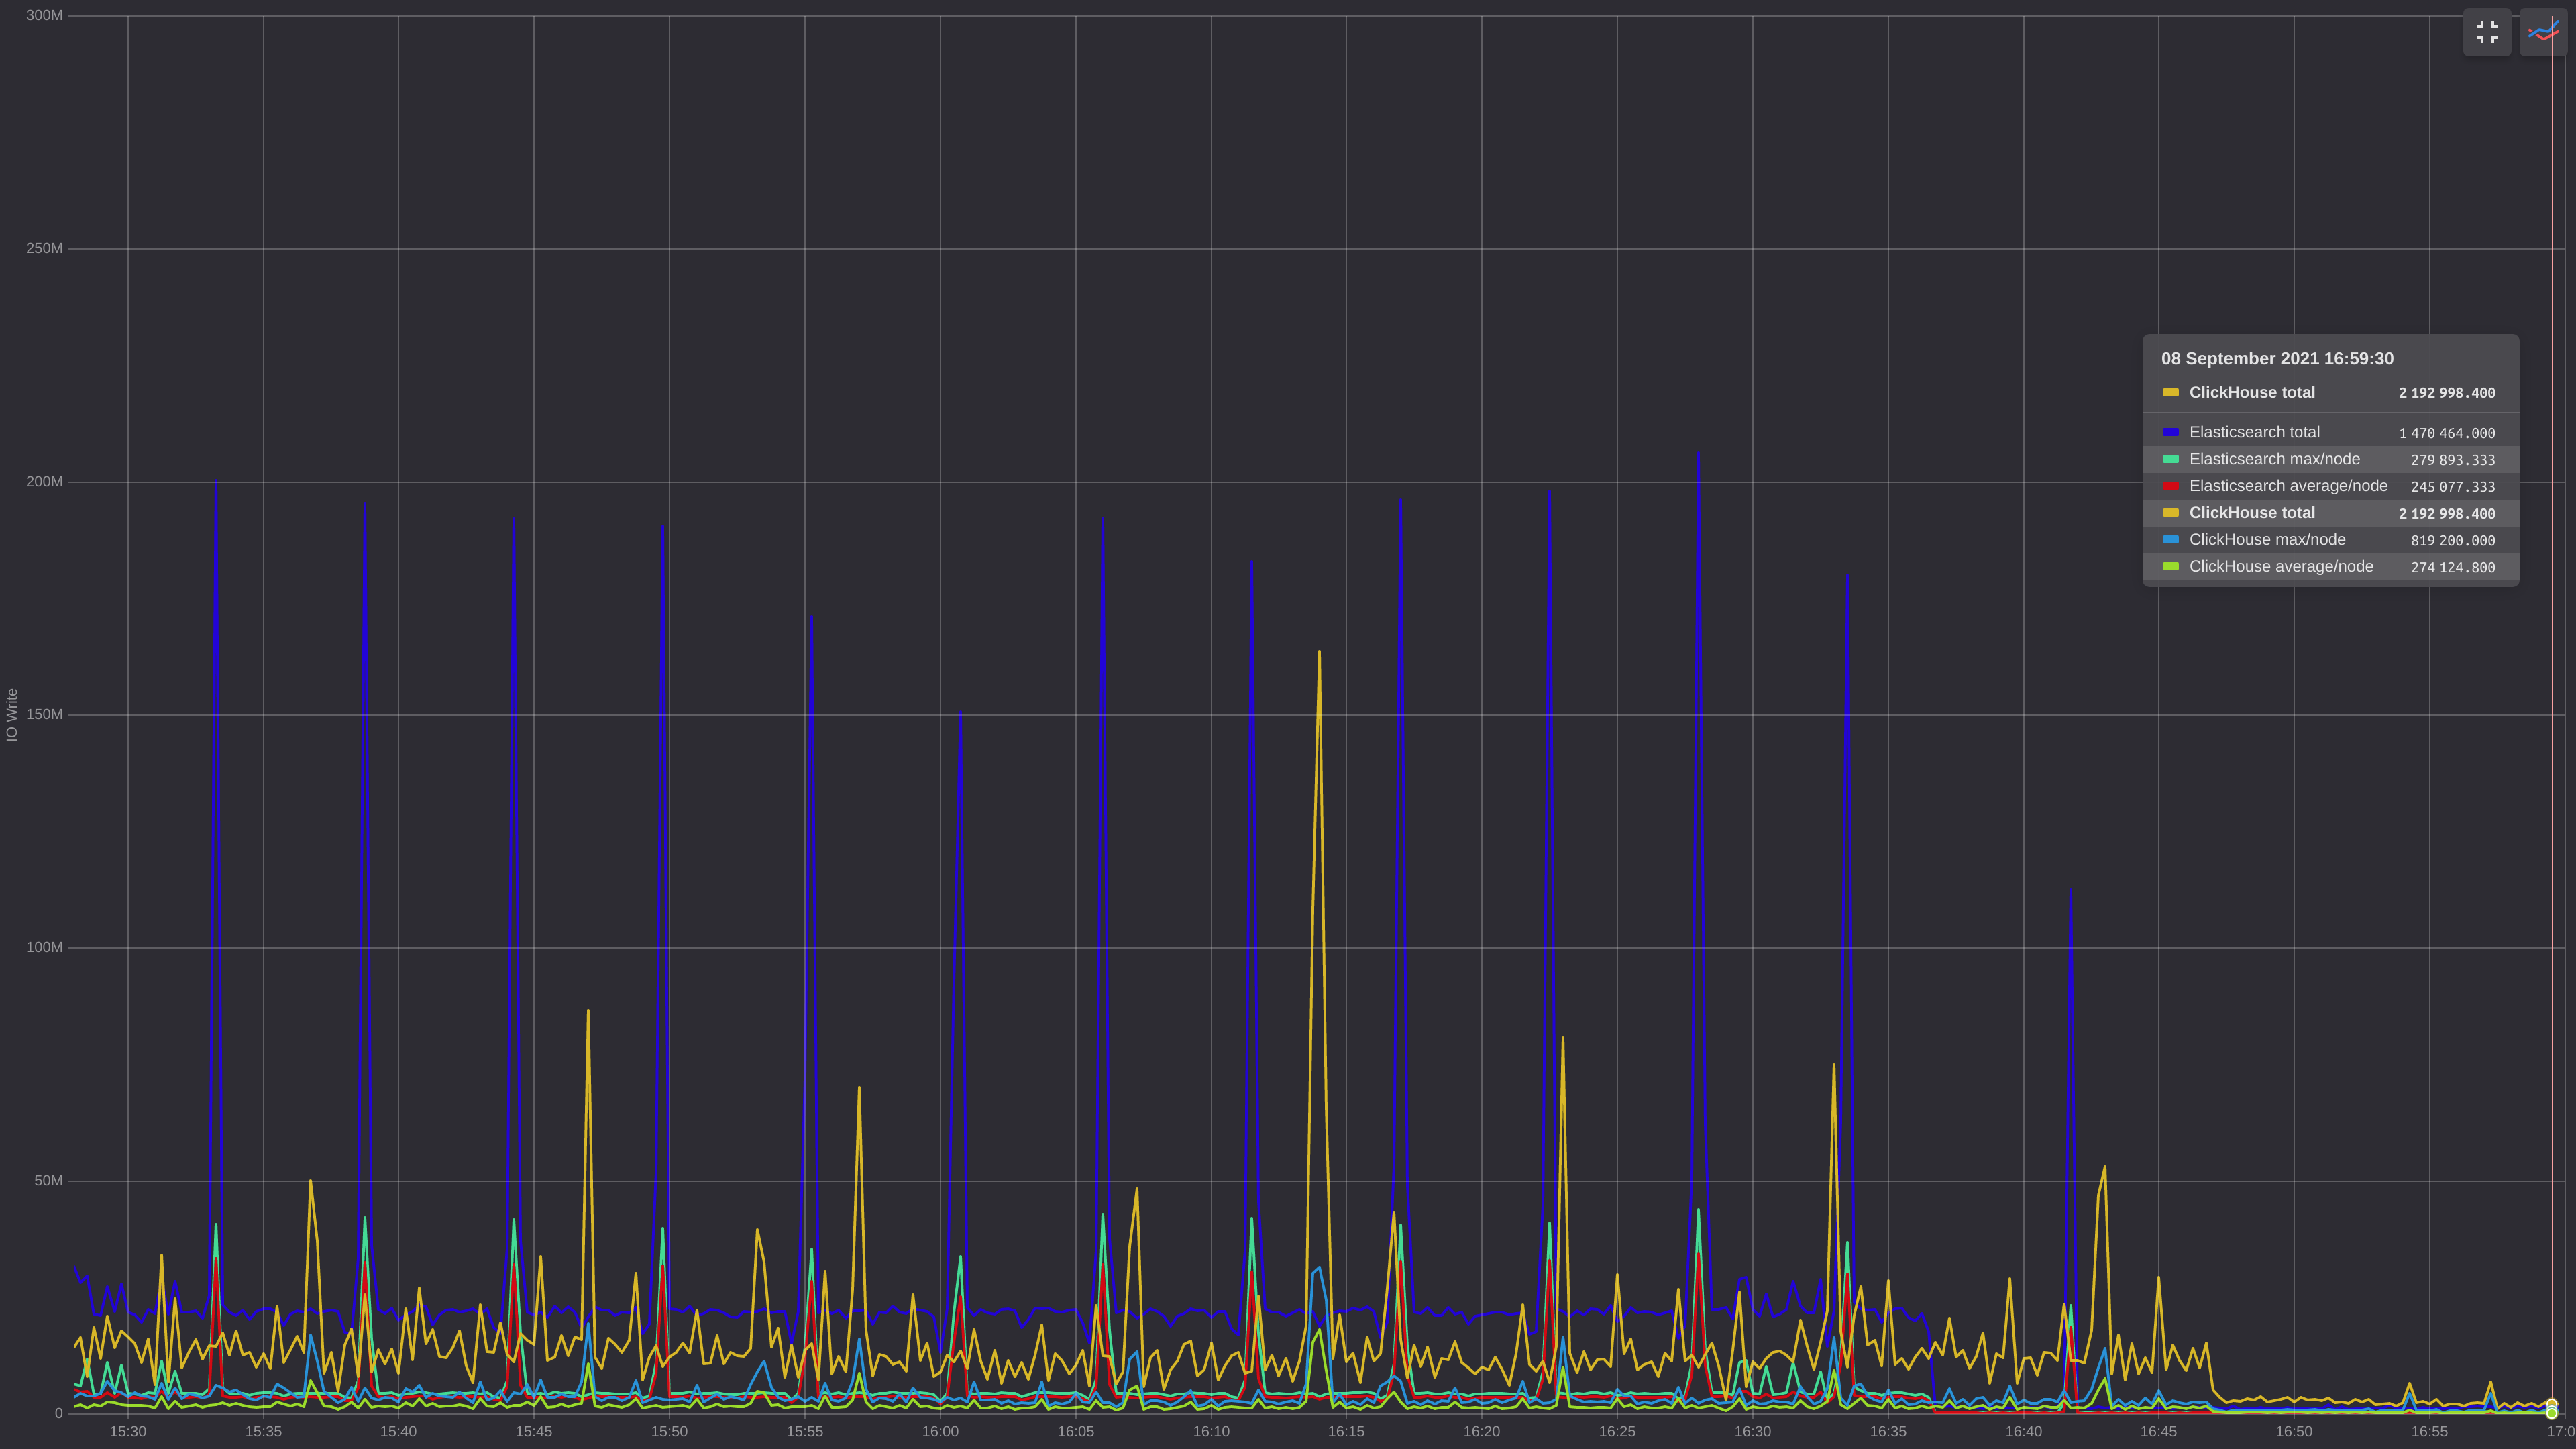 300M
250M
200M
150M
100M
50M
0
IO Write
15:30 15:35 15:40 15:45 15:50 15:55 16:00 16:05 16:10 16:15 16:20 16:25 16:30 16:35 16:40 16:45 16:50 16:55 17:0
08 September 2021 16:59:30
ClickHouse total 2 192 998.400
Elasticsearch total 1 470 464.000
Elasticsearch max/node 279 893.333
Elasticsearch average/node 245 077.333
ClickHouse total 2 192 998.400
ClickHouse max/node 819 200.000
ClickHouse average/node 274 124.800